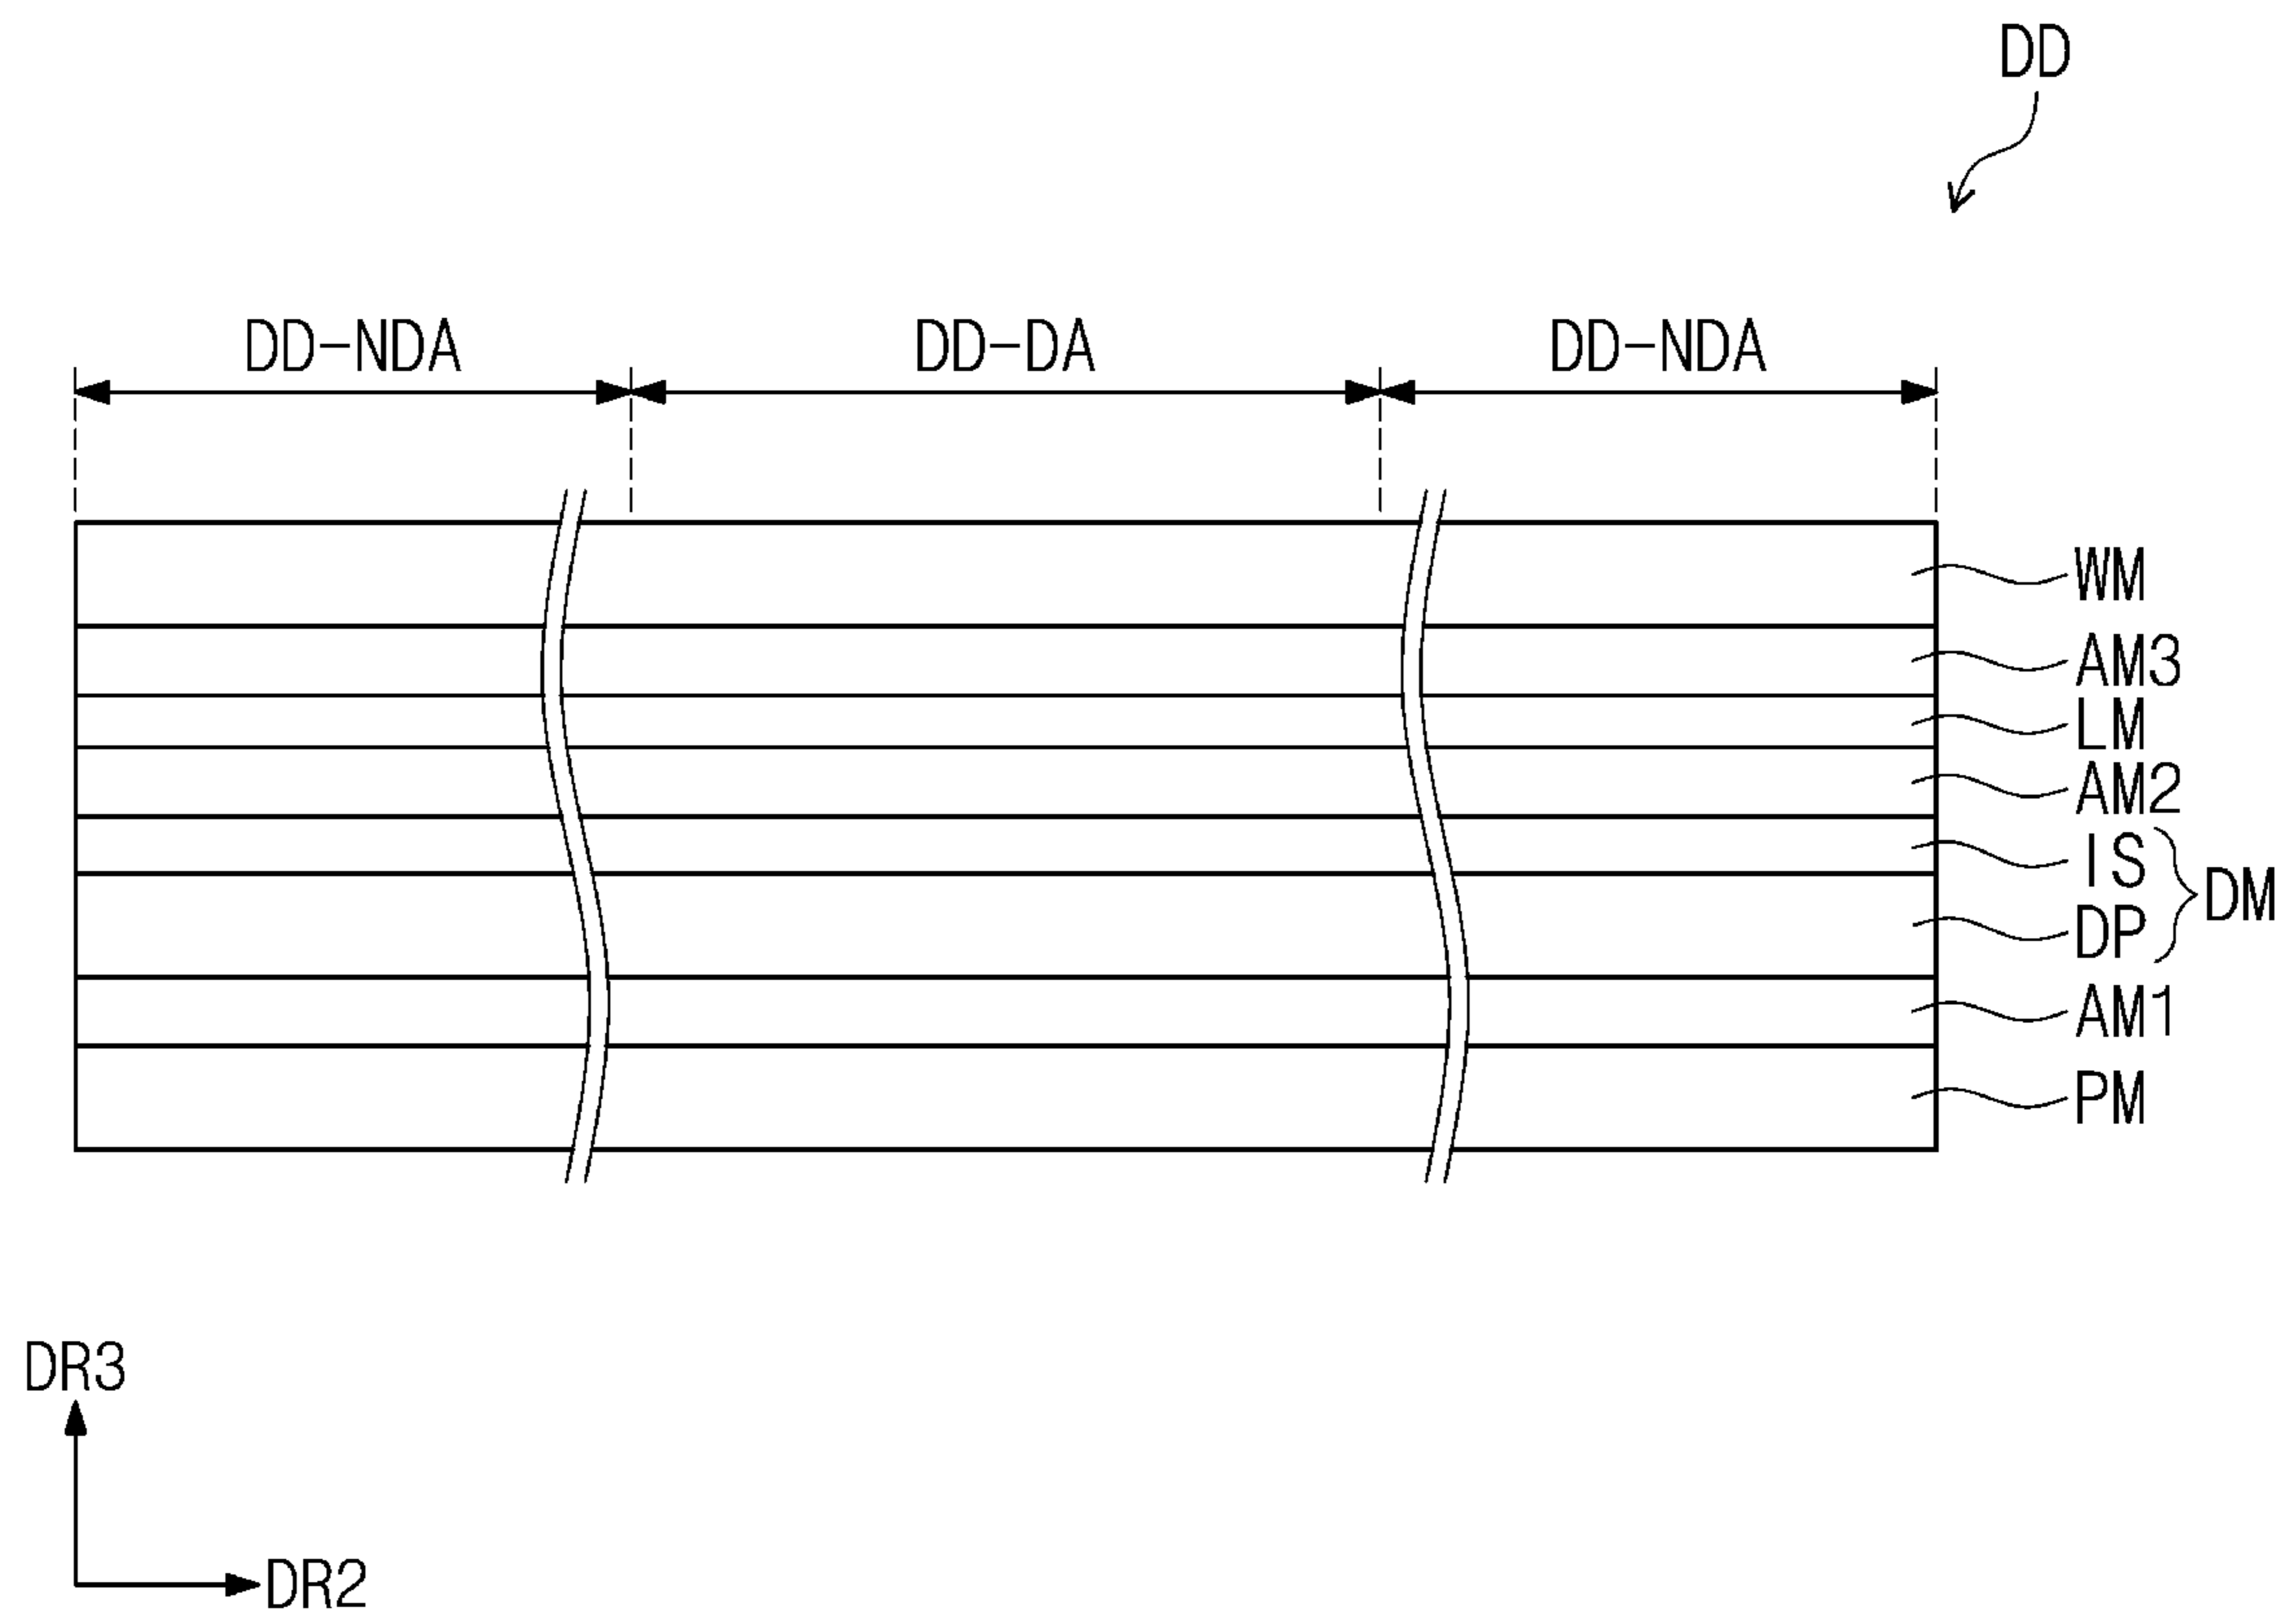 DD
DD-NDA DD-DA DD-NDA
WM
AM3
LM
AM2
IS
DP
DM
AM1
PM
DR3
DR2